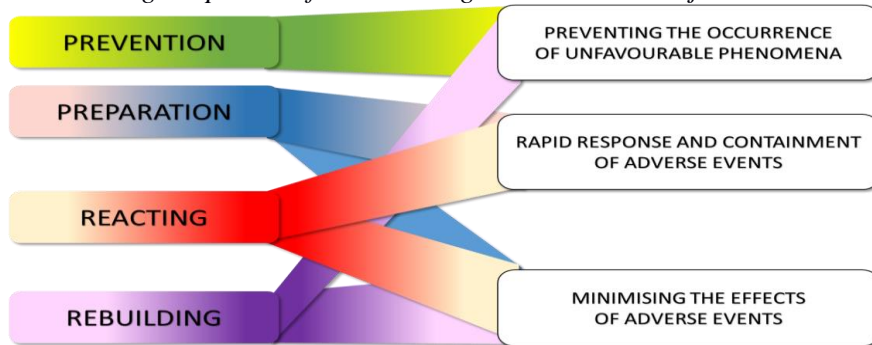 PREVENTION
PREVENTING THE OCCURRENCE
OF UNFAVOURABLE PHENOMENA
PREPARATION
RAPID RESPONSE AND CONTAINMENT
OF ADVERSE EVENTS
REACTING
REBUILDING
MINIMISING THE EFFECTS
OF ADVERSE EVENTS